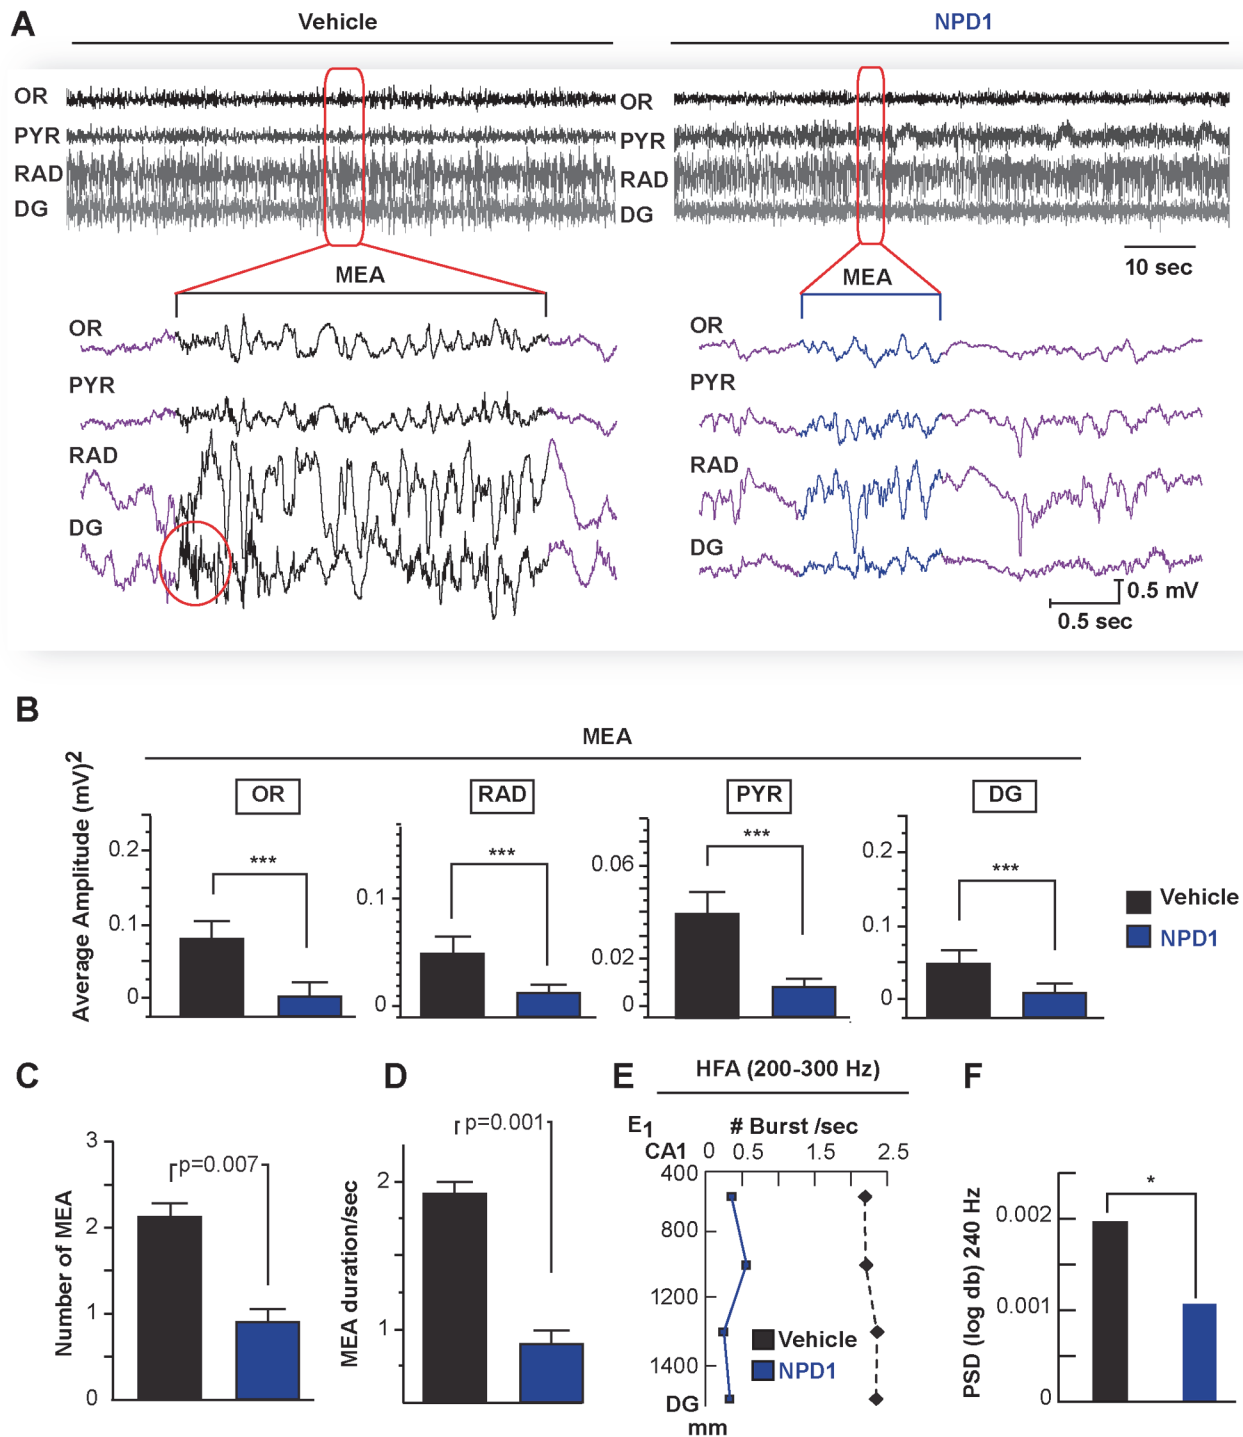 A
Vehicle
NPD1
OR
PYR
RAD
DG
OR
PYR
RAD
DG
10 sec
MEA
MEA
OR
PYR
RAD
DG
OR
PYR
RAD
DG
0.5 mV
0.5 sec
B
MEA
Average Amplitude (mV)2
OR
RAD
PYR
DG
0.2
0.1
0
***
0.1
0
***
0.06
0.02
0
***
0.2
0.1
0
***
Vehicle
NPD1
C
Number of MEA
3
2
1
0
p=0.007
D
MEA duration/sec
2
1
p=0.001
E
HFA (200-300 Hz)
E1
# Burst /sec
CA1
0 0.5 1.5 2.5
400
800
1200
1400
DG
mm
Vehicle
NPD1
F
PSD (log db) 240 Hz
0.002
0.001
0
*